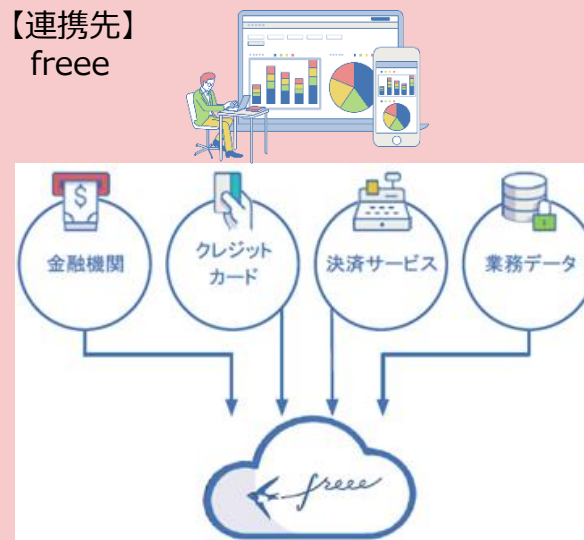 【連携先】
freee
$
金融機関
クレジット
カード
決済サービス
業務データ
freee